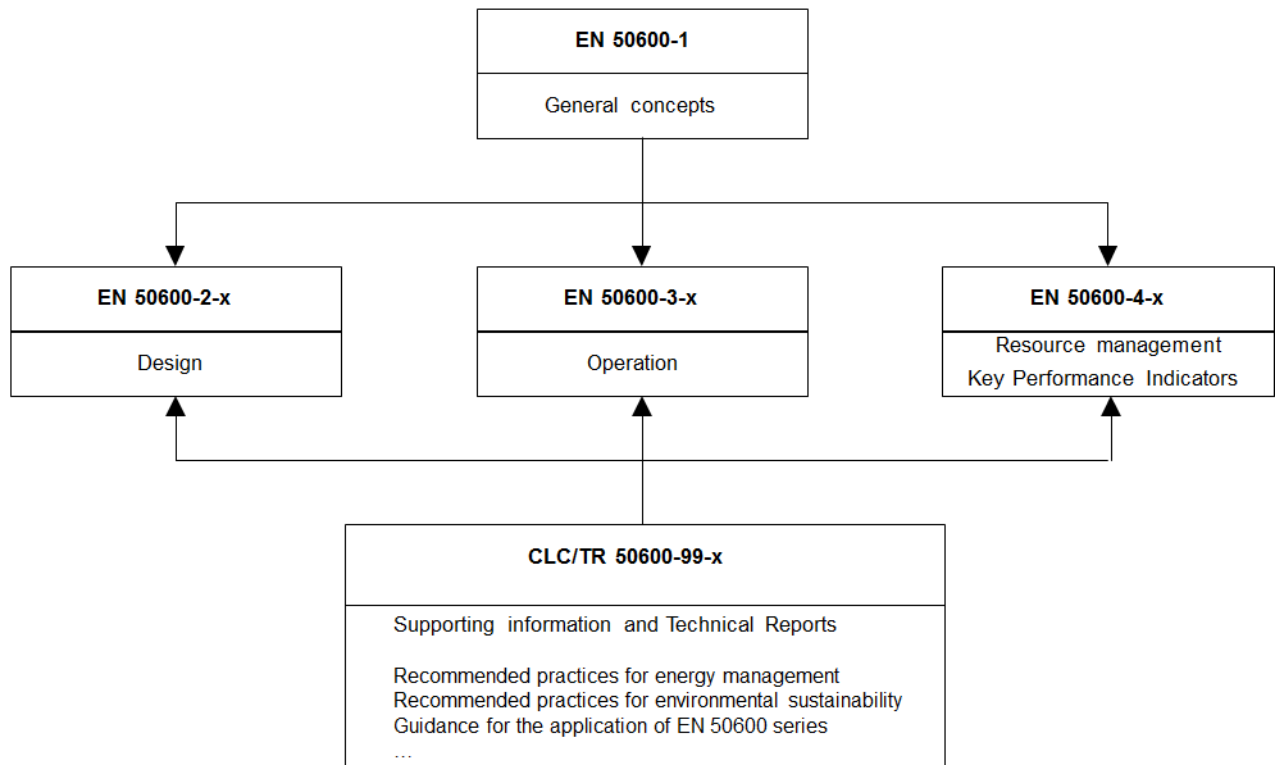 EN 50600-1
General concepts
EN 50600-2-x
Design
EN 50600-3-x
Operation
EN 50600-4-x
Resource management
Key Performance Indicators
CLC/TR 50600-99-x
Supporting information and Technical Reports
Recommended practices for energy management
Recommended practices for environmental sustainability
Guidance for the application of EN 50600 series
...